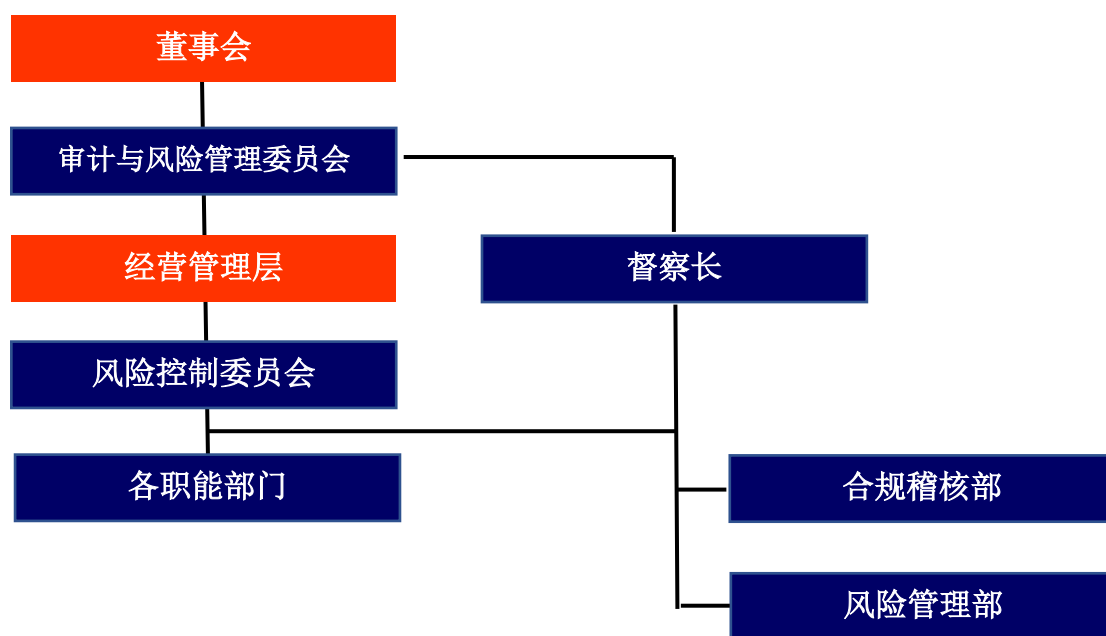 董事会
审计与风险管理委员会
经营管理层
督察长
风险控制委员会
各职能部门
合规稽核部
风险管理部